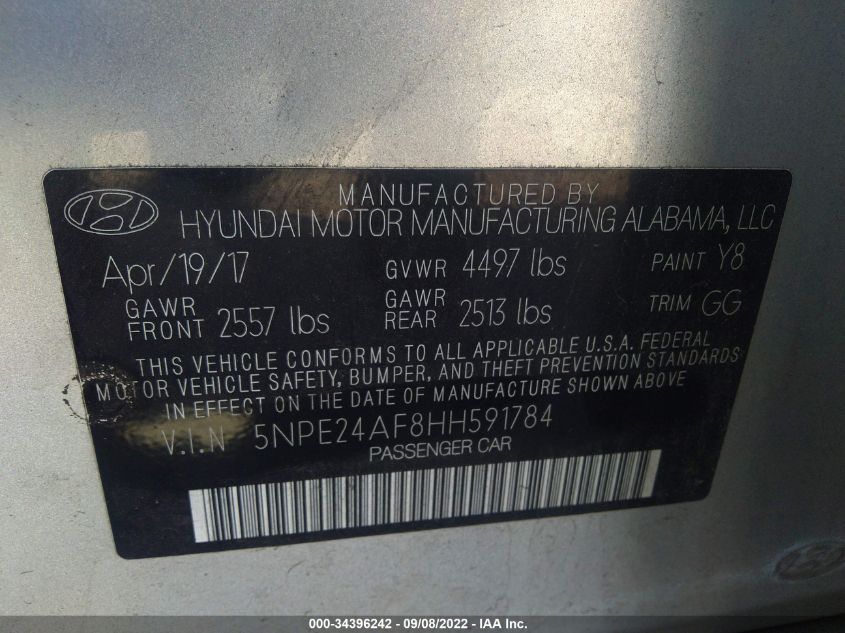 MANUFACTURED BY
HYUNDAI MOTOR MANUFACTURING ALABAMA, LLC
Apr/19/17 GVWR 4497 lbs PAINT Y8
GAWR FRONT 2557 lbs GAWR REAR 2513 lbs TRIM GG
THIS VEHICLE CONFORMS TO ALL APPLICABLE U.S.A. FEDERAL
MOTOR VEHICLE SAFETY, BUMPER, AND THEFT PREVENTION STANDARDS
IN EFFECT ON THE DATE OF MANUFACTURE SHOWN ABOVE
V.I.N 5NPE24AF8HH591784
PASSENGER CAR
000-34396242 - 09/08/2022 - IAA Inc.